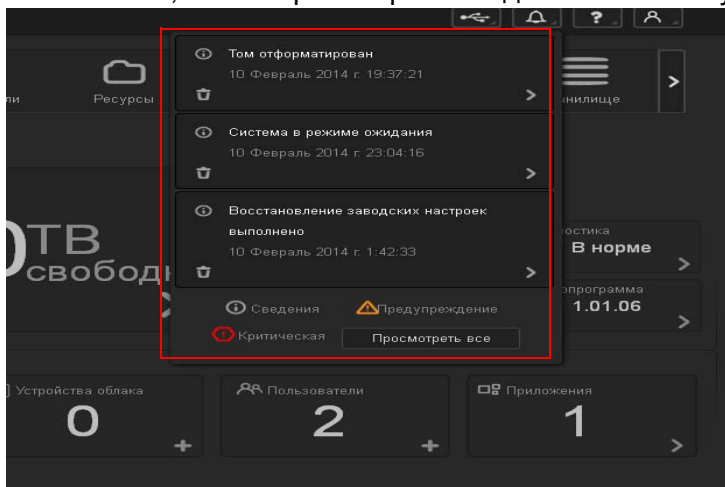 ?
Том отформатирован
10 Февраль 2014 г. 19:37:21
Ресурсы
Система в режиме ожидания
10 Февраль 2014 г. 23:04:16
Восстановление заводских настроек
выполнено
10 Февраль 2014 г. 1:42:33
ТВ
свобод
В норме
1.01.06
Сведения
Предупреждение
Критическая
Просмотреть все
Устройства облака
Пользователи
Приложения
0
2
1